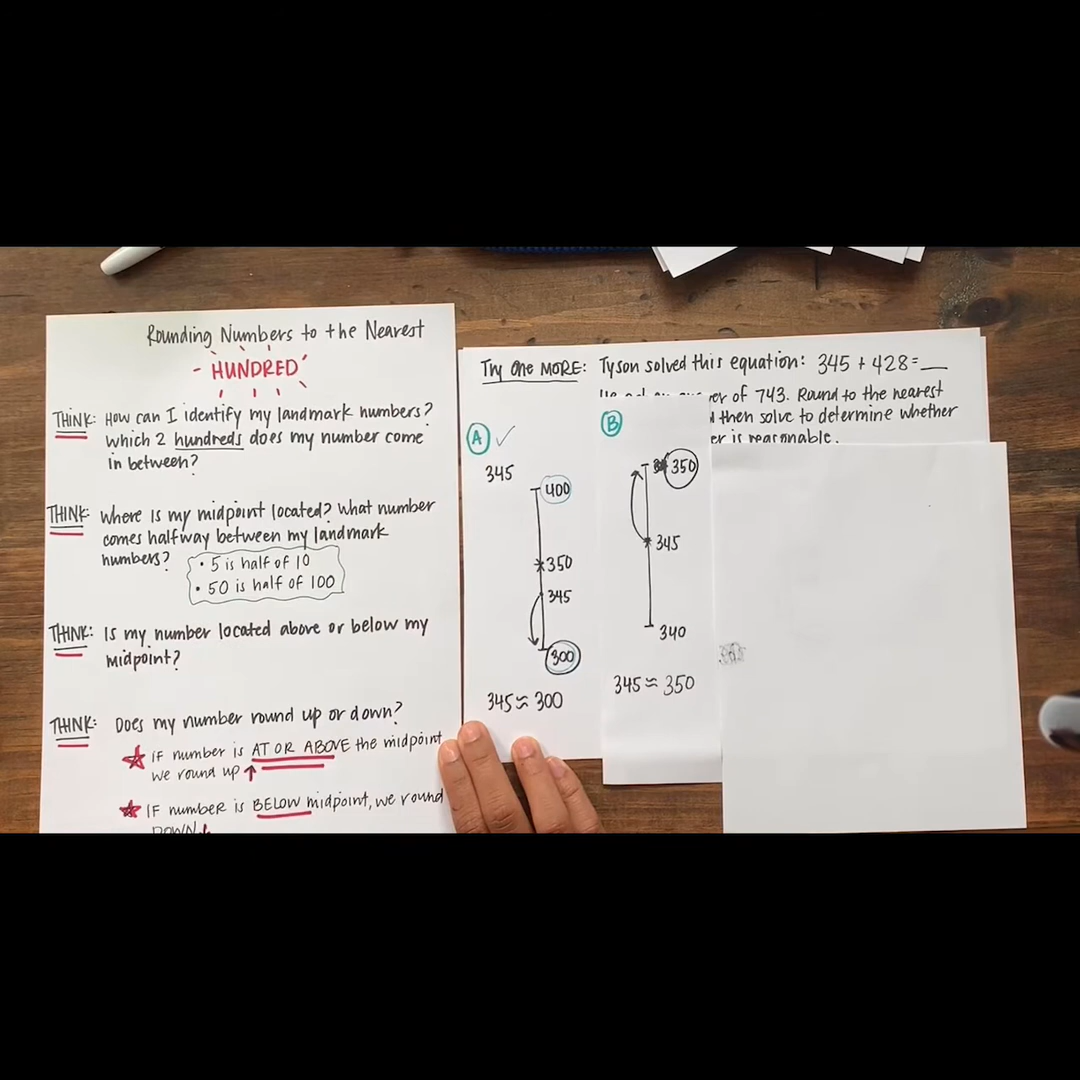 Rounding Numbers to the Nearest
- HUNDRED
THINK: How can I identify my landmark numbers?
Which 2 hundreds does my number come
in between?
THINK: Where is my midpoint located? What number
comes halfway between my landmark
numbers?
• 5 is half of 10
• 50 is half of 100
THINK: Is my number located above or below my
midpoint?
THINK: Does my number round up or down?
IF number is AT OR ABOVE the midpoint
we round up ↑
IF number is BELOW midpoint, we round
DOWN ↓
Try One MORE: Tyson solved this equation: 345 + 428 = __
of 743. Round to the nearest
then solve to determine whether
is reasonable.
A ✓
345
400
350
345
300
345 ≈ 300
B
350
345
340
345 ≈ 350